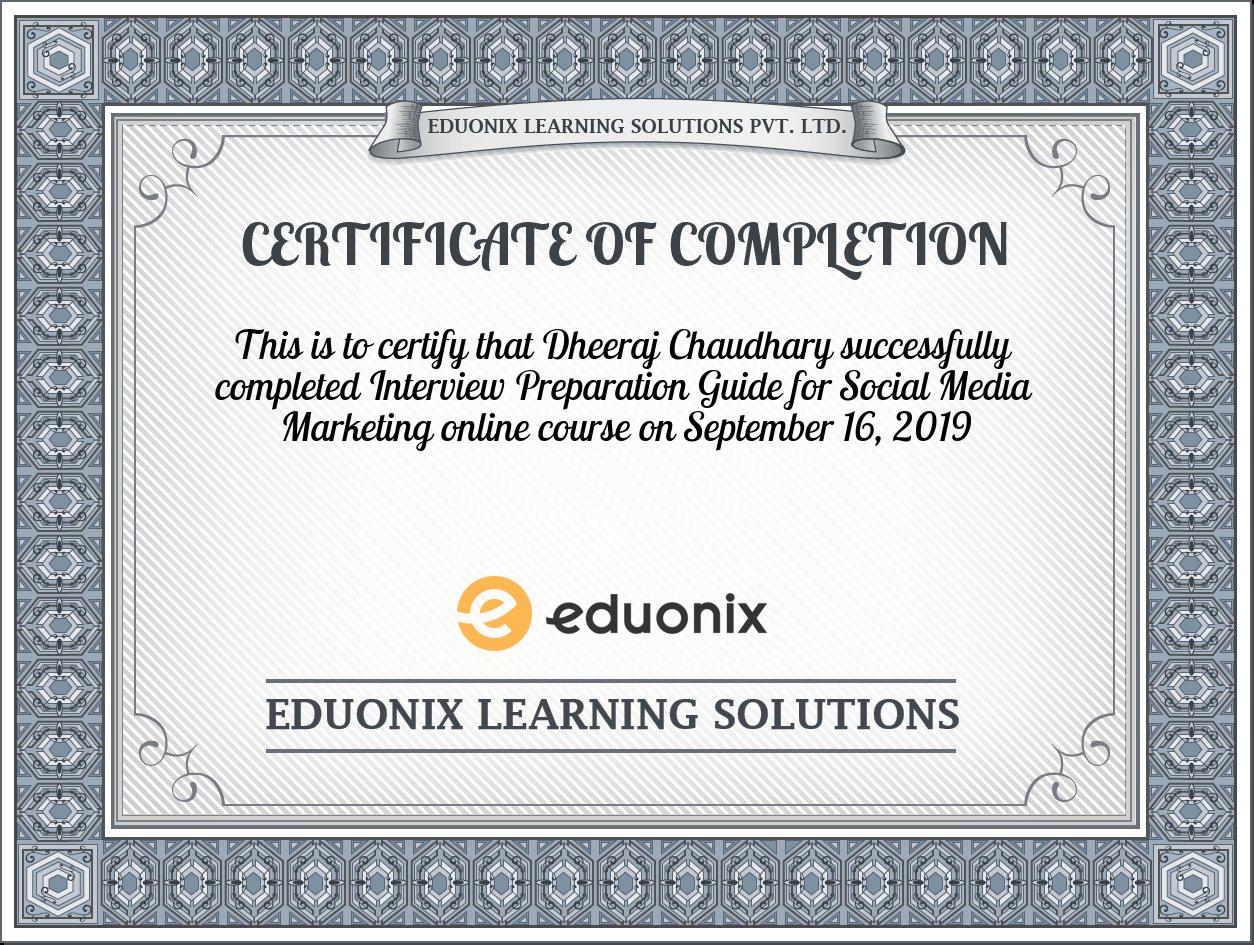 EDUONIX LEARNING SOLUTIONS PVT. LTD.
CERTIFICATE OF COMPLETION
This is to certify that Dheeraj Chaudhary successfully
completed Interview Preparation Guide for Social Media
Marketing online course on September 16, 2019
e eduonix
EDUONIX LEARNING SOLUTIONS